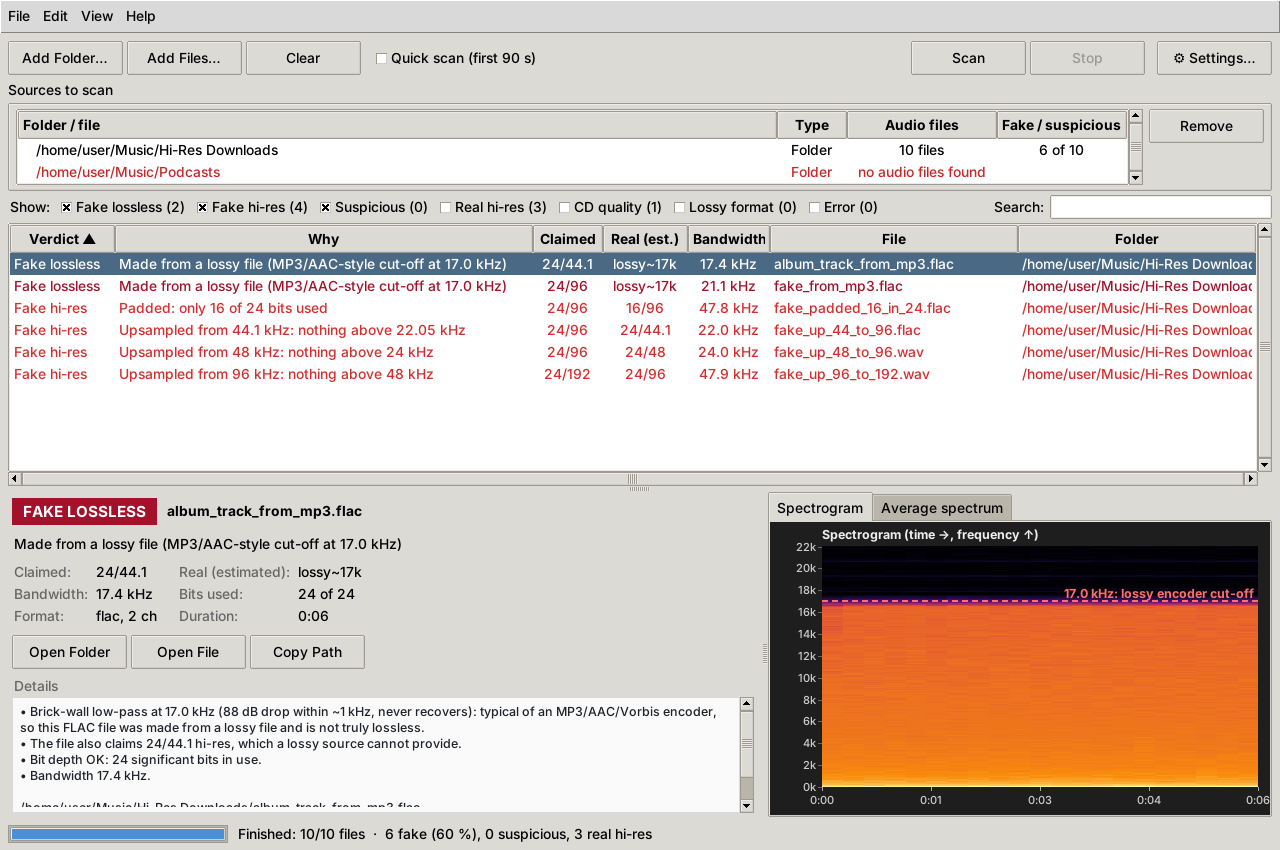 File Edit View Help
Add Folder... Add Files... Clear Quick scan (first 90 s) Scan Stop ⚙ Settings...
Sources to scan
Folder / file Type Audio files Fake / suspicious Remove
/home/user/Music/Hi-Res Downloads Folder 10 files 6 of 10
/home/user/Music/Podcasts Folder no audio files found
Show: Fake lossless (2) Fake hi-res (4) Suspicious (0) Real hi-res (3) CD quality (1) Lossy format (0) Error (0) Search:
Verdict ▲ Why Claimed Real (est.) Bandwidth File Folder
Fake lossless Made from a lossy file (MP3/AAC-style cut-off at 17.0 kHz) 24/44.1 lossy~17k 17.4 kHz album_track_from_mp3.flac /home/user/Music/Hi-Res Downloac
Fake lossless Made from a lossy file (MP3/AAC-style cut-off at 17.0 kHz) 24/96 lossy~17k 21.1 kHz fake_from_mp3.flac /home/user/Music/Hi-Res Downloac
Fake hi-res Padded: only 16 of 24 bits used 24/96 16/96 47.8 kHz fake_padded_16_in_24.flac /home/user/Music/Hi-Res Downloac
Fake hi-res Upsampled from 44.1 kHz: nothing above 22.05 kHz 24/96 24/44.1 22.0 kHz fake_up_44_to_96.flac /home/user/Music/Hi-Res Downloac
Fake hi-res Upsampled from 48 kHz: nothing above 24 kHz 24/96 24/48 24.0 kHz fake_up_48_to_96.wav /home/user/Music/Hi-Res Downloac
Fake hi-res Upsampled from 96 kHz: nothing above 48 kHz 24/192 24/96 47.9 kHz fake_up_96_to_192.wav /home/user/Music/Hi-Res Downloac
FAKE LOSSLESS album_track_from_mp3.flac
Made from a lossy file (MP3/AAC-style cut-off at 17.0 kHz)
Claimed: 24/44.1 Real (estimated): lossy~17k
Bandwidth: 17.4 kHz Bits used: 24 of 24
Format: flac, 2 ch Duration: 0:06
Open Folder Open File Copy Path
Details
• Brick-wall low-pass at 17.0 kHz (88 dB drop within ~1 kHz, never recovers): typical of an MP3/AAC/Vorbis encoder,
so this FLAC file was made from a lossy file and is not truly lossless.
• The file also claims 24/44.1 hi-res, which a lossy source cannot provide.
• Bit depth OK: 24 significant bits in use.
• Bandwidth 17.4 kHz.
/home/user/Music/Hi-Res Downloads/album_track_from_mp3.flac
Spectrogram Average spectrum
Spectrogram (time →, frequency ↑)
22k
20k
18k
17.0 kHz: lossy encoder cut-off
16k
14k
12k
10k
8k
6k
4k
2k
0k
0:00 0:01 0:03 0:04 0:06
Finished: 10/10 files · 6 fake (60 %), 0 suspicious, 3 real hi-res